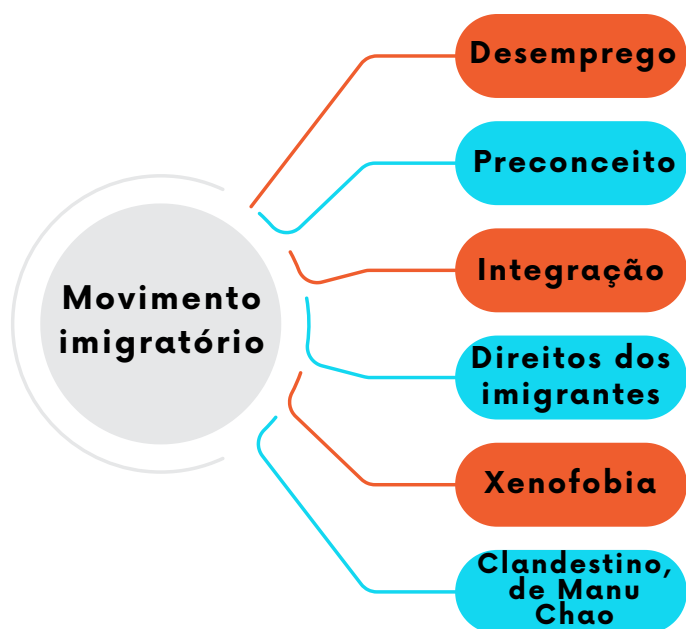 Movimento
imigratório
Desemprego
Preconceito
Integração
Direitos dos
imigrantes
Xenofobia
Clandestino,
de Manu
Chao